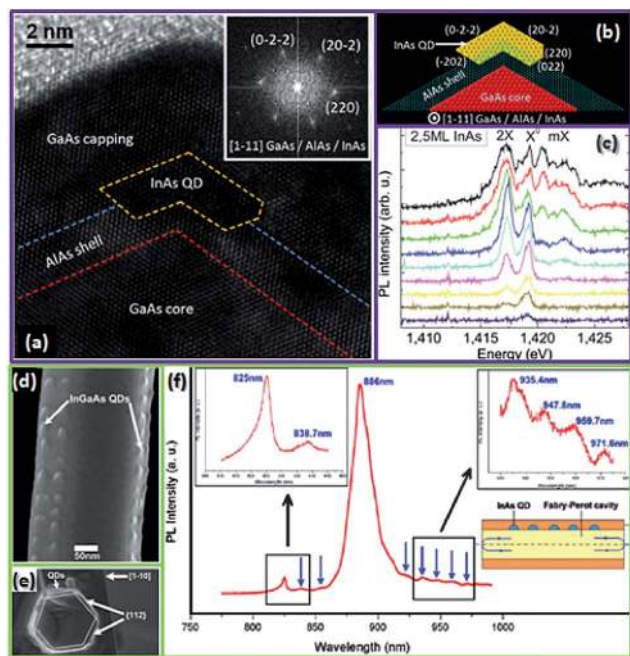 2 nm
(0-2-2)
(20-2)
(220)
[1-11] GaAs / AlAs / InAs
GaAs capping
InAs QD
AlAs shell
GaAs core
(a)
(0-2-2)
(20-2)
(b)
InAs QD
(220)
(-202)
(022)
AlAs shell
GaAs core
[1-11] GaAs / AlAs / InAs
2,5ML InAs
2X
X⁰
mX
(c)
PL intensity (arb. u.)
1,410
1,415
1,420
1,425
Energy (eV)
(d)
InGaAs QDs
50nm
(e)
QDs
[1-10]
{112}
(f)
825nm
838.7nm
886nm
935.4nm
947.8nm
959.7nm
971.6nm
InAs QD
Fabry-Perot cavity
PL Intensity (a. u.)
750
800
850
900
950
1000
Wavelength (nm)